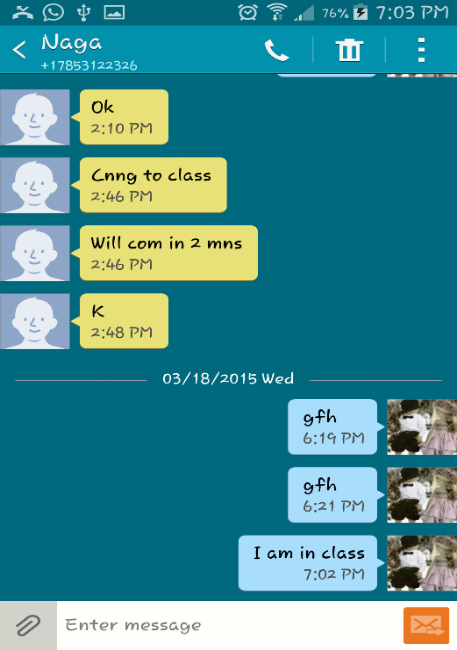 76% 7:03 PM
Naga
+17853122326
Ok
2:10 PM
Cnng to class
2:46 PM
Will com in 2 mns
2:46 PM
K
2:48 PM
03/18/2015 Wed
gfh
6:19 PM
gfh
6:21 PM
I am in class
7:02 PM
Enter message